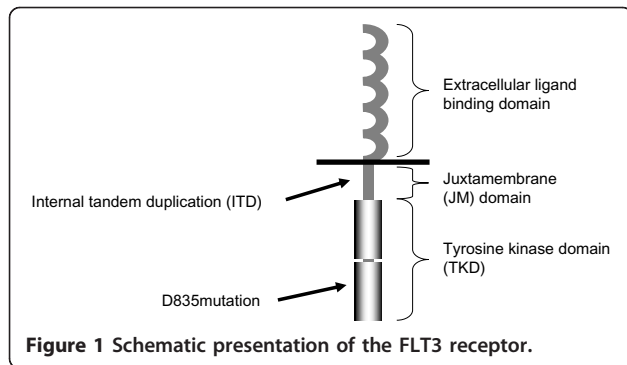 Extracellular ligand
binding domain
Internal tandem duplication (ITD)
Juxtamembrane
(JM) domain
Tyrosine kinase domain
(TKD)
D835mutation
Figure 1 Schematic presentation of the FLT3 receptor.